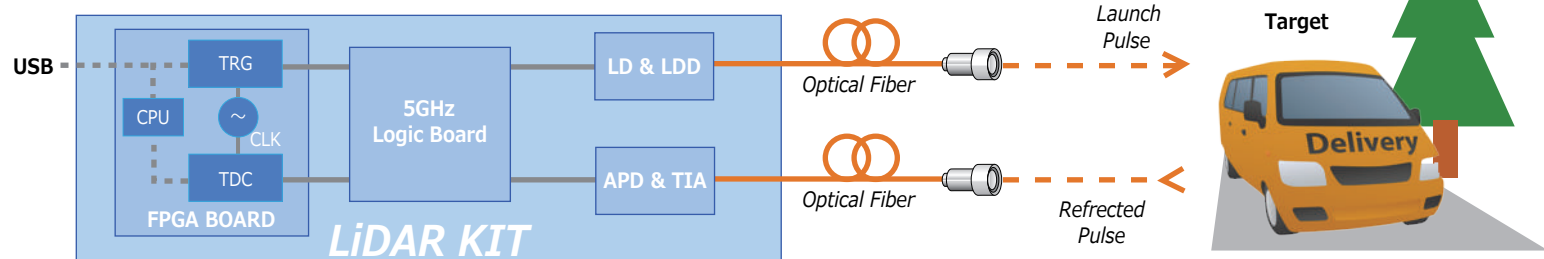 USB
TRG
CPU
~
CLK
TDC
FPGA BOARD
5GHz
Logic Board
LD & LDD
APD & TIA
LiDAR KIT
Optical Fiber
Optical Fiber
Launch
Pulse
Refrected
Pulse
Target
Delivery